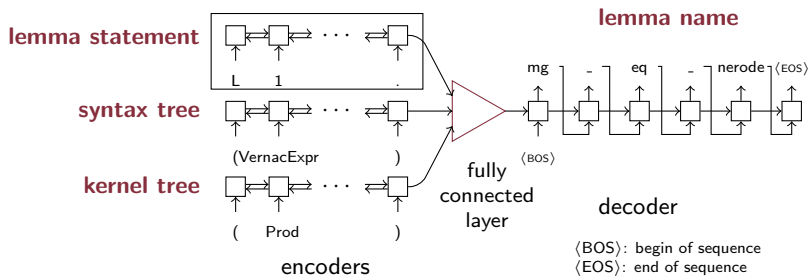 lemma name
lemma statement
mg _ eq _ nerode ⟨EOS⟩
L 1 .
syntax tree
(VernacExpr )
⟨BOS⟩
fully
connected
layer
kernel tree
( Prod )
decoder
encoders
⟨BOS⟩: begin of sequence
⟨EOS⟩: end of sequence